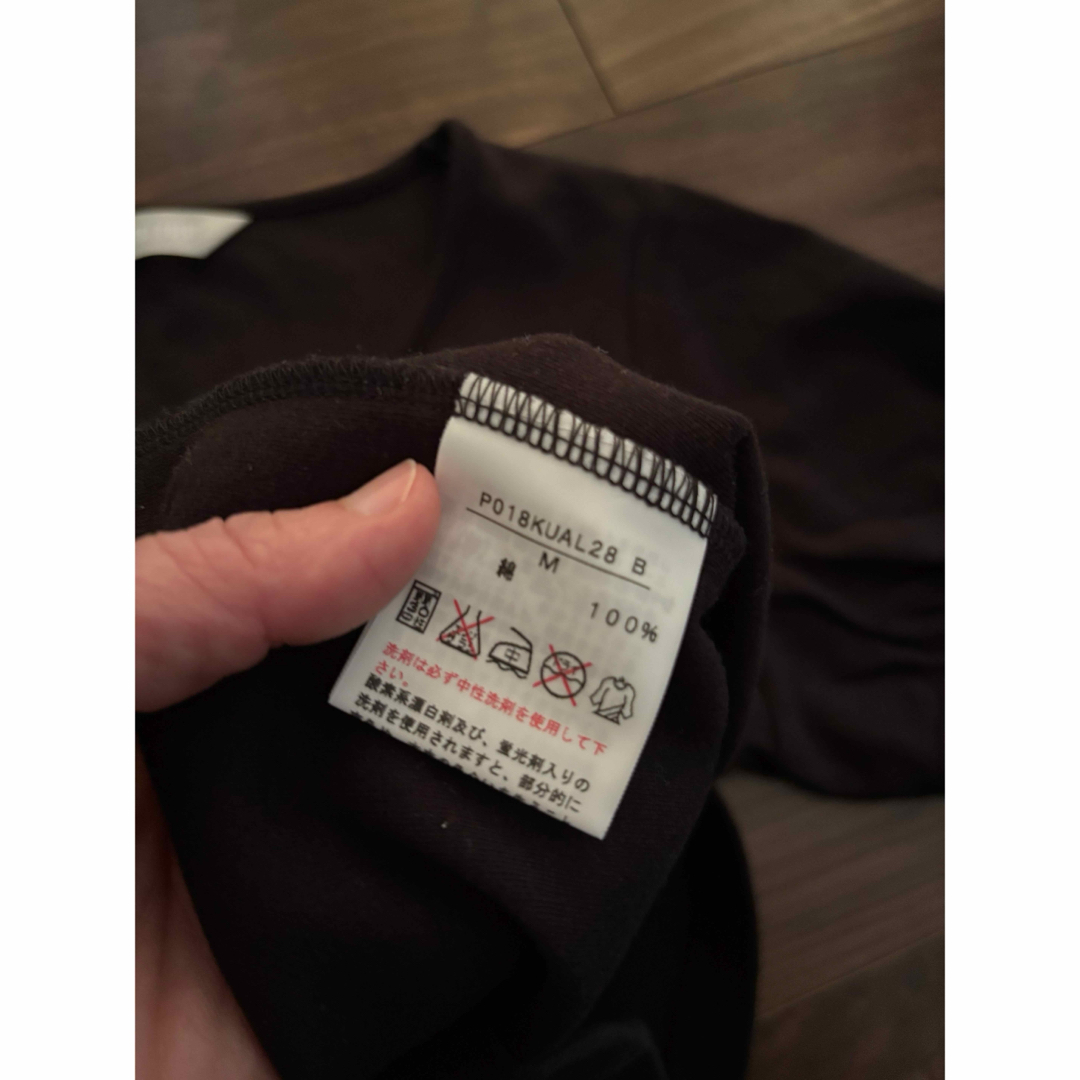 P018KUAL28 B
M
綿
100%
30
中
洗剤は必ず中性洗剤を使用して下
さい。
酸素系漂白剤及び、蛍光剤入りの
洗剤を使用されますと、部分的に